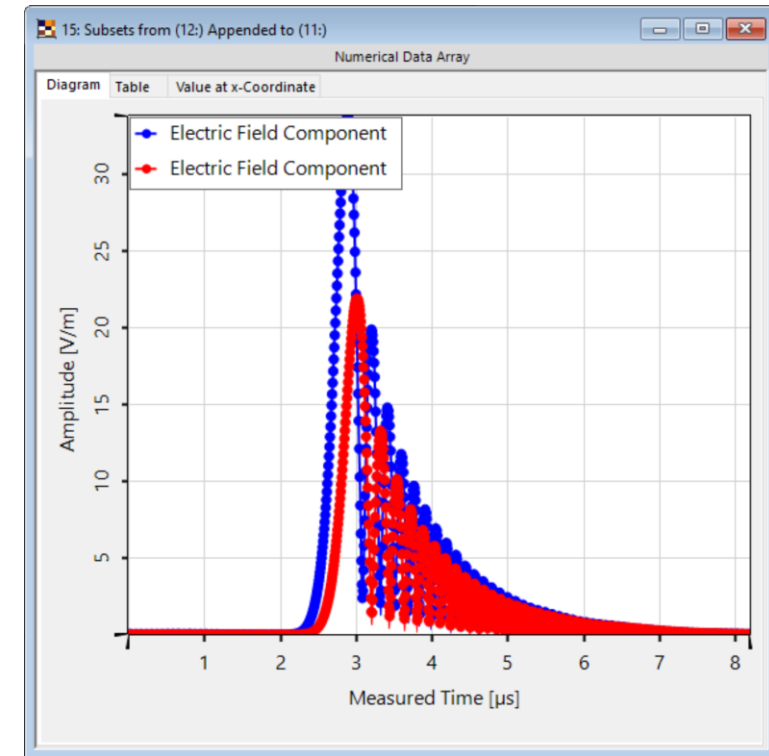 15: Subsets from (12:) Appended to (11:)
Numerical Data Array
Diagram Table Value at x-Coordinate
Electric Field Component
Electric Field Component
30
25
20
15
10
5
Amplitude [V/m]
1 2 3 4 5 6 7 8
Measured Time [µs]